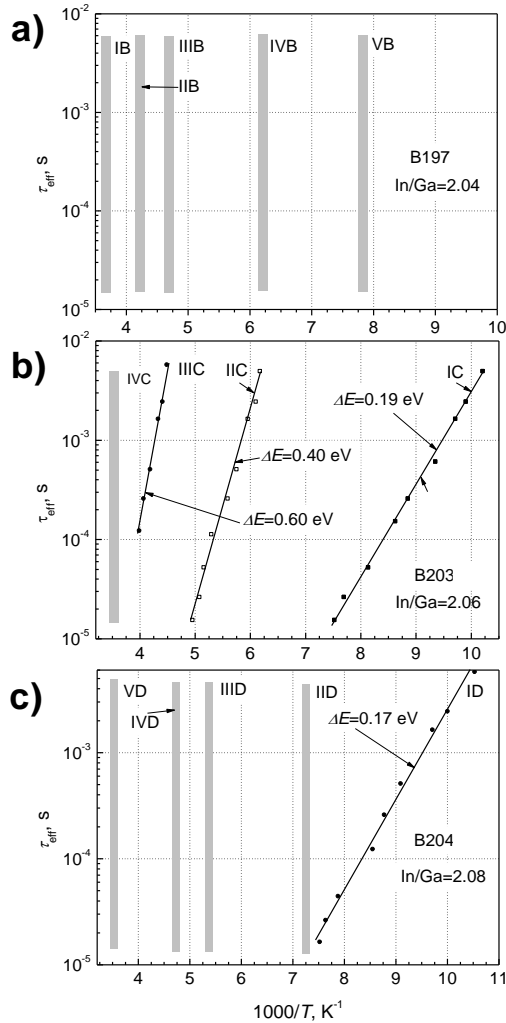 a)
10⁻²
10⁻³
10⁻⁴
10⁻⁵
τeff, s
IB
IIB
IIIB
IVB
VB
B197
In/Ga=2.04
4 5 6 7 8 9 10
b)
10⁻²
10⁻³
10⁻⁴
10⁻⁵
τeff, s
IVC
IIIC
IIC
IC
ΔE=0.19 eV
ΔE=0.40 eV
ΔE=0.60 eV
B203
In/Ga=2.06
4 5 6 7 8 9 10
c)
10⁻³
10⁻⁴
10⁻⁵
τeff, s
VD
IVD
IIID
IID
ID
ΔE=0.17 eV
B204
In/Ga=2.08
4 5 6 7 8 9 10 11
1000/T, K⁻¹